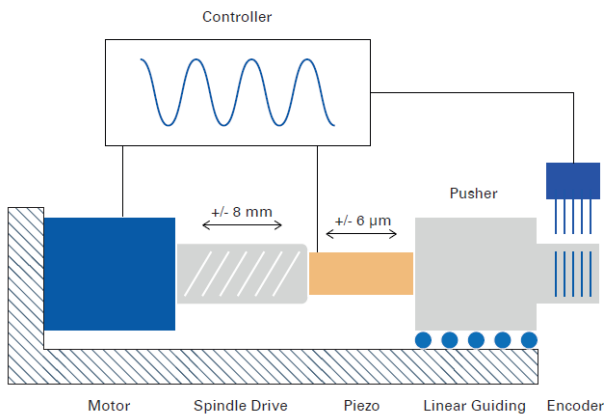 Controller
+/- 8 mm
+/- 6 µm
Pusher
Motor
Spindle Drive
Piezo
Linear Guiding
Encoder